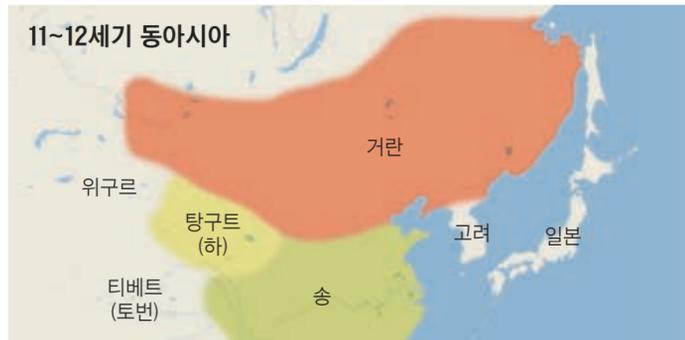 11~12세기 동아시아
거란
위구르
탕구트
(하)
고려
일본
티베트
(토번)
송